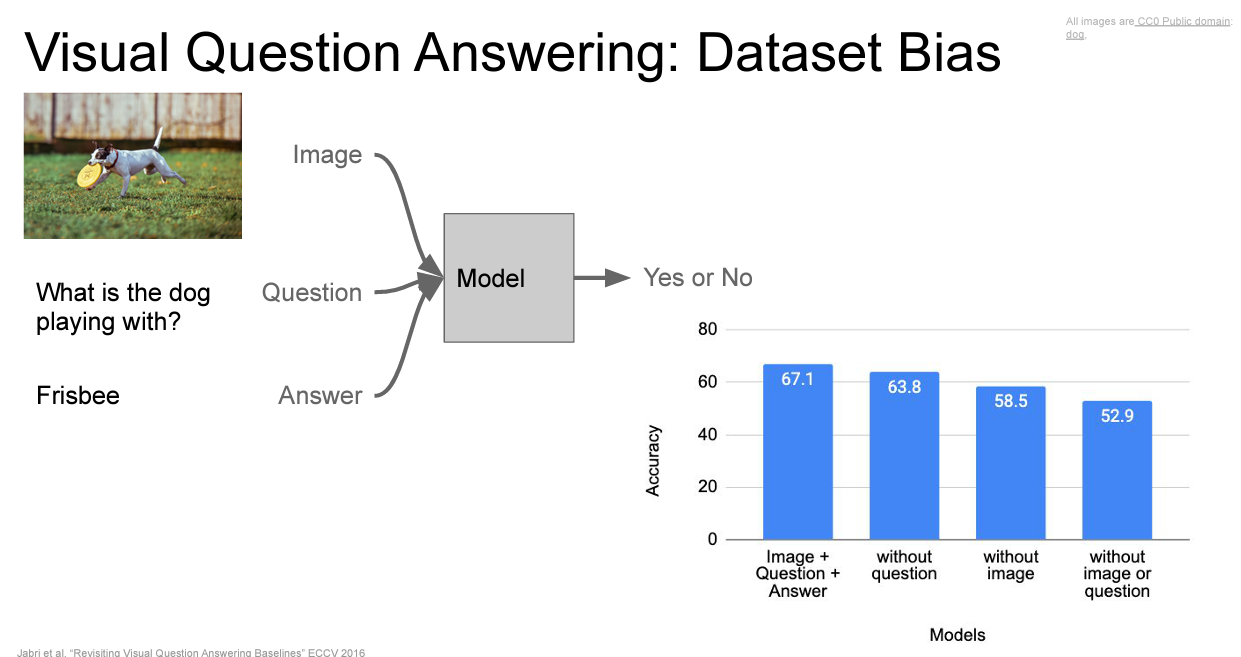 All images are CC0 Public domain:
dog,
Visual Question Answering: Dataset Bias
Image
Model
Yes or No
What is the dog
playing with?
Question
Frisbee
Answer
80
60
40
20
0
Accuracy
67.1
63.8
58.5
52.9
Image +
Question +
Answer
without
question
without
image
without
image or
question
Models
Jabri et al. “Revisiting Visual Question Answering Baselines” ECCV 2016